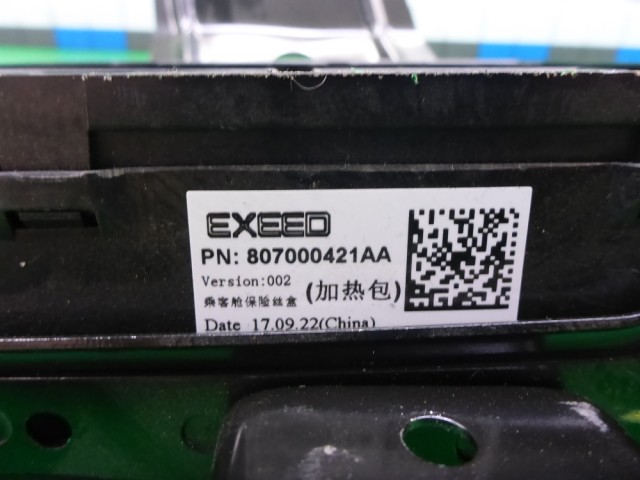 EXEED
PN: 807000421AA
Version:002
乘客舱保险丝盒 (加热包)
Date 17.09.22(China)